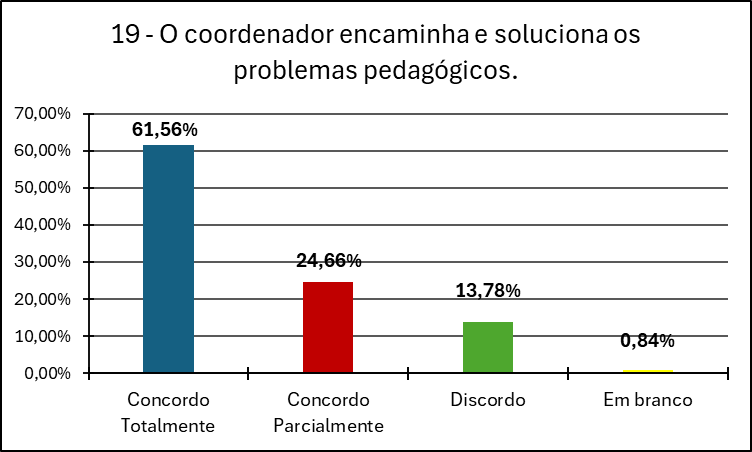 19 - O coordenador encaminha e soluciona os
problemas pedagógicos.
70,00%
60,00%
50,00%
40,00%
30,00%
20,00%
10,00%
0,00%
61,56%
24,66%
13,78%
0,84%
Concordo
Totalmente
Concordo
Parcialmente
Discordo
Em branco